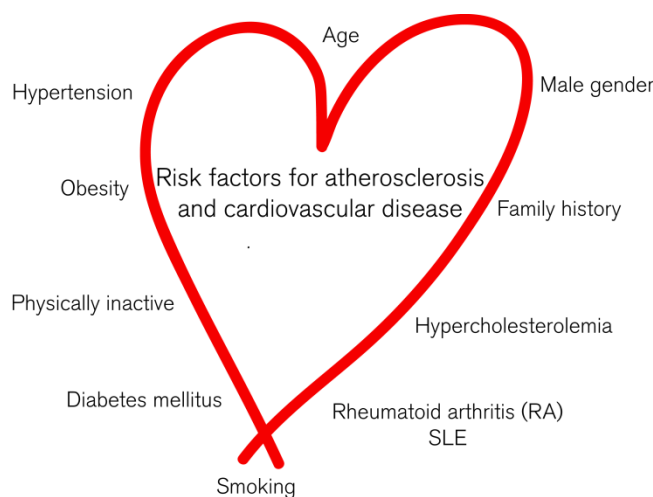 Age
Hypertension
Male gender
Risk factors for atherosclerosis
and cardiovascular disease
Obesity
Family history
Physically inactive
Hypercholesterolemia
Diabetes mellitus
Rheumatoid arthritis (RA)
SLE
Smoking